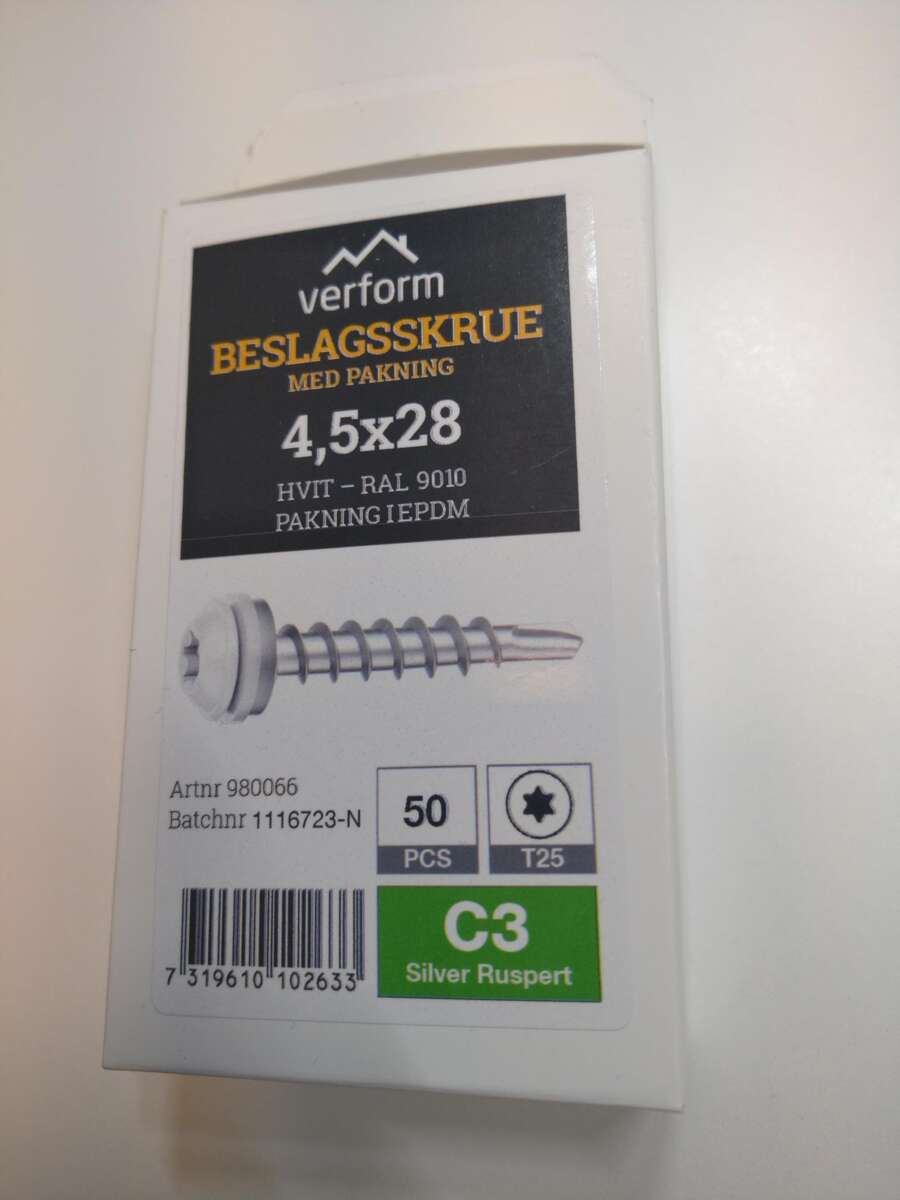 verform
BESLAGSSKRUE
MED PAKNING
4,5x28
HVIT – RAL 9010
PAKNING I EPDM
Artnr 980066
Batchnr 1116723-N
50
PCS
T25
C3
Silver Ruspert
7 319610 102633